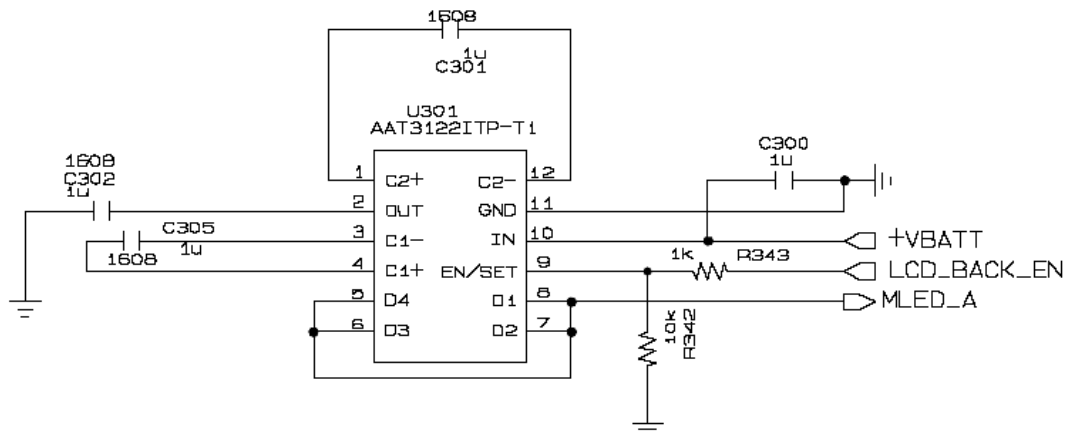 1608
1u
C301
U301
AAT3122ITP-T1
1608
C302
1u
C300
1u
1 C2+ C2- 12
2 OUT GND 11
3 C1- IN 10
4 C1+ EN/SET 9
5 D4 D1 8
6 D3 D2 7
C305
1u
1608
+VBATT
1k R343
LCD_BACK_EN
MLED_A
10k
R342